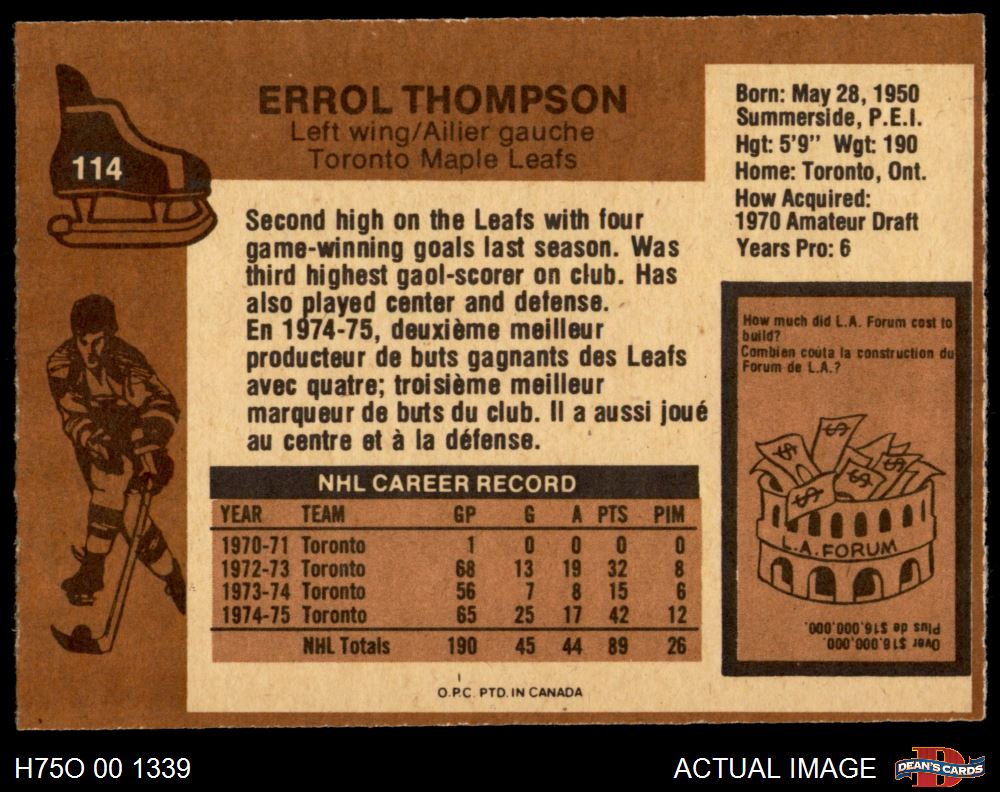 114
ERROL THOMPSON
Left wing/Ailier gauche
Toronto Maple Leafs
Born: May 28, 1950
Summerside, P.E.I.
Hgt: 5'9" Wgt: 190
Home: Toronto, Ont.
How Acquired:
1970 Amateur Draft
Years Pro: 6
Second high on the Leafs with four
game-winning goals last season. Was
third highest gaol-scorer on club. Has
also played center and defense.
En 1974-75, deuxième meilleur
producteur de buts gagnants des Leafs
avec quatre; troisième meilleur
marqueur de buts du club. Il a aussi joué
au centre et à la défense.
NHL CAREER RECORD
YEAR TEAM GP G A PTS PIM
1970-71 Toronto 1 0 0 0 0
1972-73 Toronto 68 13 19 32 8
1973-74 Toronto 56 7 8 15 6
1974-75 Toronto 65 25 17 42 12
NHL Totals 190 45 44 89 26
O.P.C. PTD. IN CANADA
How much did L.A. Forum cost to
build?
Combien coûta la construction du
Forum de L.A.?
$ $ $ $ $
L.A. FORUM
Over $16,000,000.
Plus de $16,000,000.
H75O 00 1339
ACTUAL IMAGE
D
DEAN'S CARDS